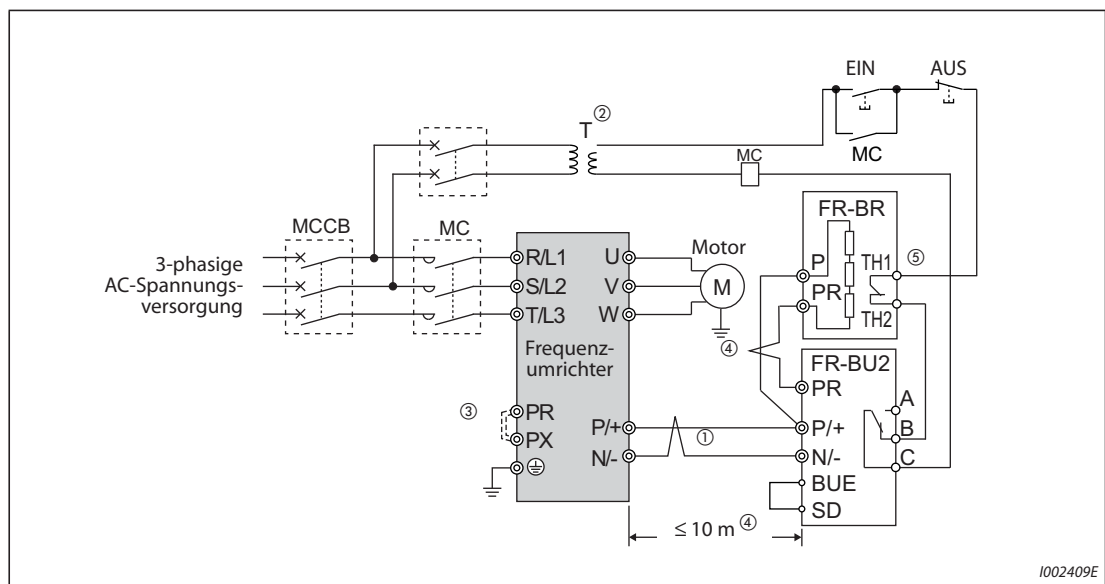 EIN
AUS
T ②
MC
MC
FR-BR
MCCB
MC
3-phasige
AC-Spannungs-
versorgung
R/L1
S/L2
T/L3
U
V
W
Motor
M
P
PR
TH1
TH2
⑤
Frequenz-
umrichter
④
FR-BU2
PR
A
③
PR
PX
P/+
N/-
①
P/+
N/-
B
C
BUE
SD
≤ 10 m ④
I002409E